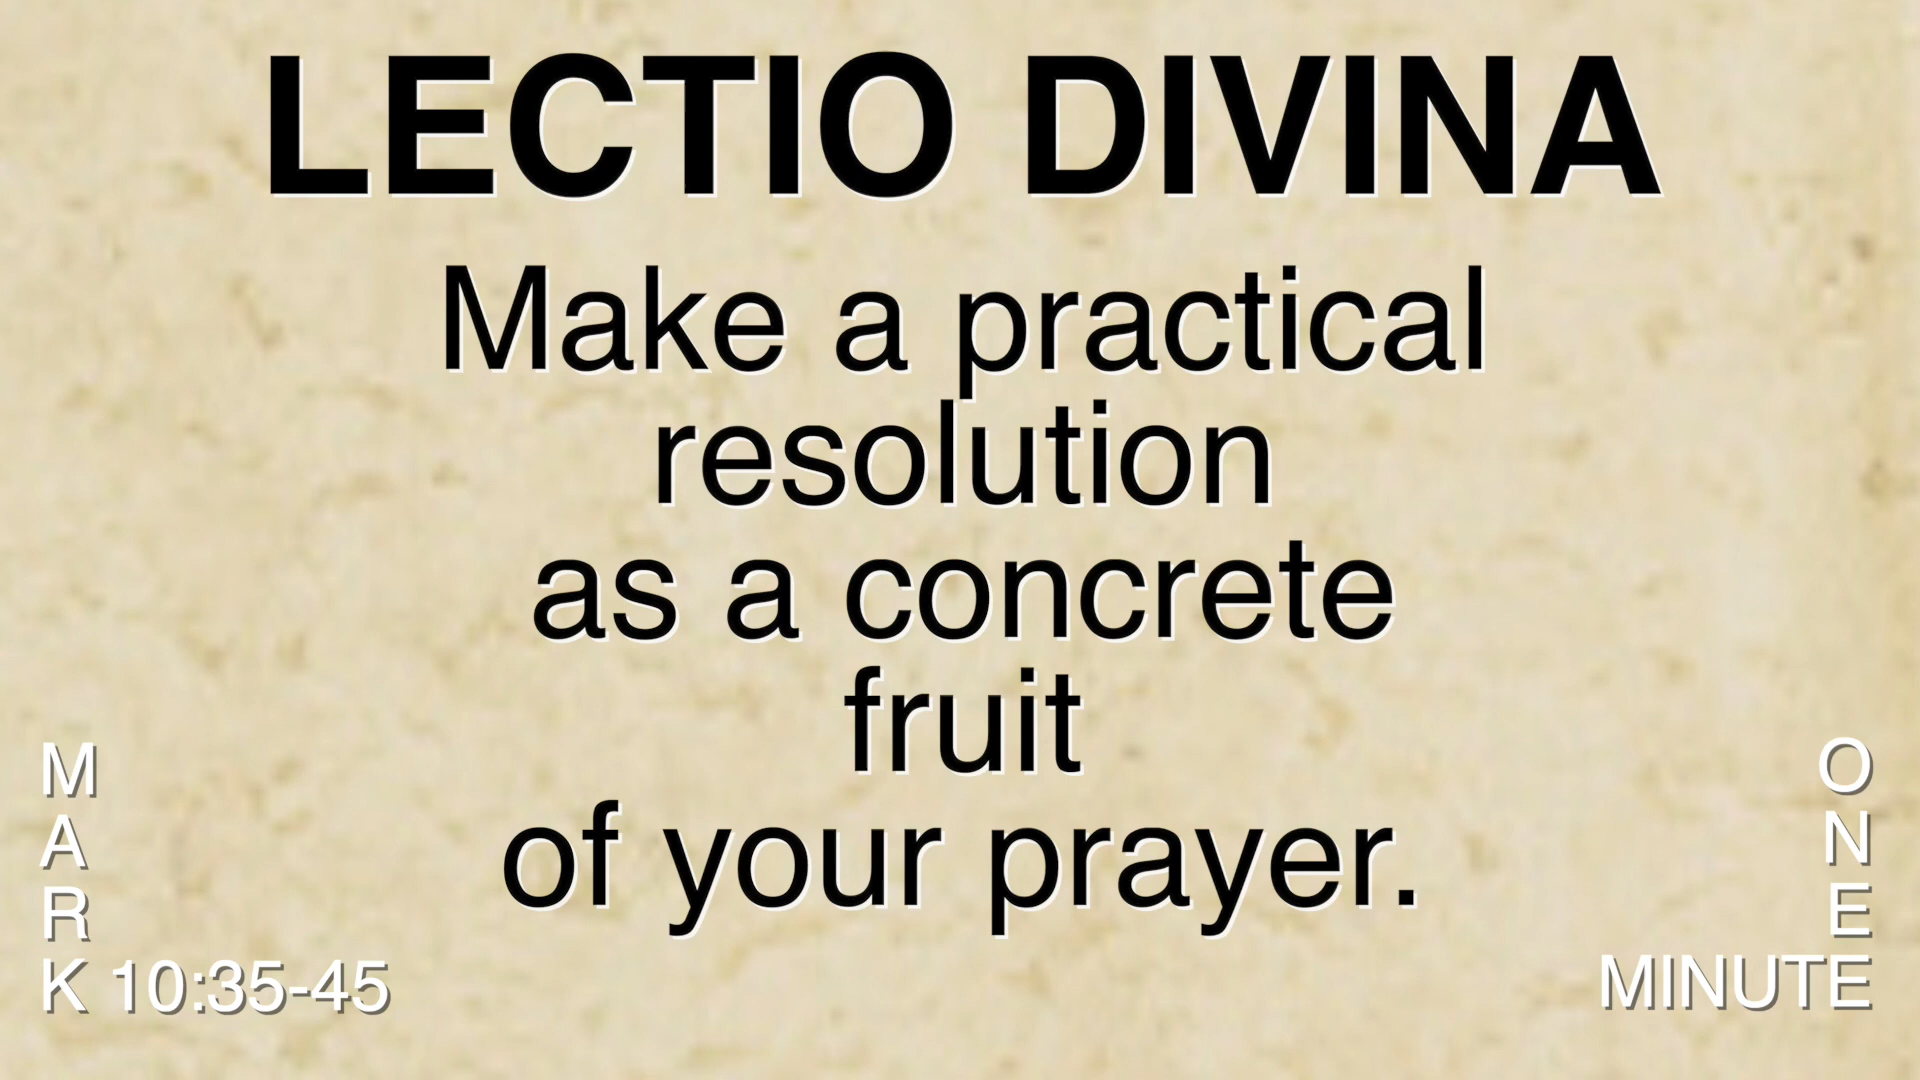 LECTIO DIVINA
Make a practical
resolution
as a concrete
fruit
of your prayer.
MARK 10:35-45
ONE
MINUTE